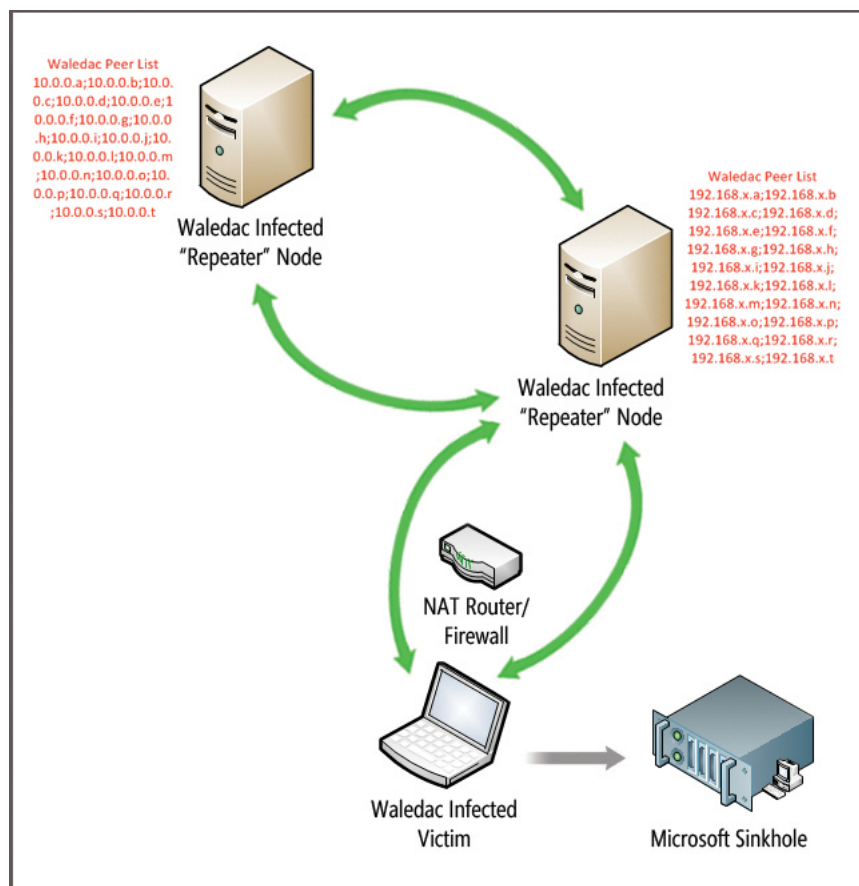 Waledac Peer List
10.0.0.a;10.0.0.b;10.0.
0.c;10.0.0.d;10.0.0.e;1
0.0.0.f;10.0.0.g;10.0.0
.h;10.0.0.i;10.0.0.j;10.
0.0.k;10.0.0.l;10.0.0.m
;10.0.0.n;10.0.0.o;10.
0.0.p;10.0.0.q;10.0.0.r
;10.0.0.s;10.0.0.t
Waledac Infected
“Repeater” Node
Waledac Peer List
192.168.x.a;192.168.x.b
192.168.x.c;192.168.x.d;
192.168.x.e;192.168.x.f;
192.168.x.g;192.168.x.h;
192.168.x.i;192.168.x.j;
192.168.x.k;192.168.x.l;
192.168.x.m;192.168.x.n;
192.168.x.o;192.168.x.p;
192.168.x.q;192.168.x.r;
192.168.x.s;192.168.x.t
Waledac Infected
“Repeater” Node
NAT Router/
Firewall
Waledac Infected
Victim
Microsoft Sinkhole